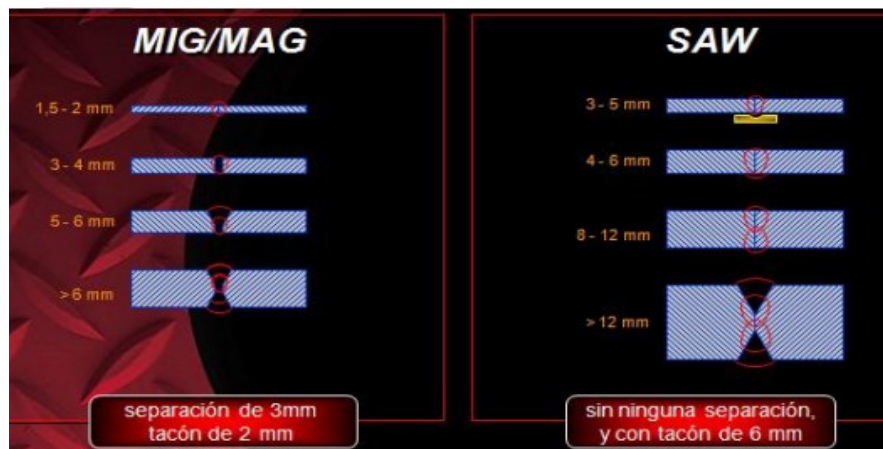 MIG/MAG
1,5 - 2 mm
3 - 4 mm
5 - 6 mm
>6 mm
separación de 3mm
tacón de 2 mm
SAW
3 - 5 mm
4 - 6 mm
8 - 12 mm
> 12 mm
sin ninguna separación,
y con tacón de 6 mm